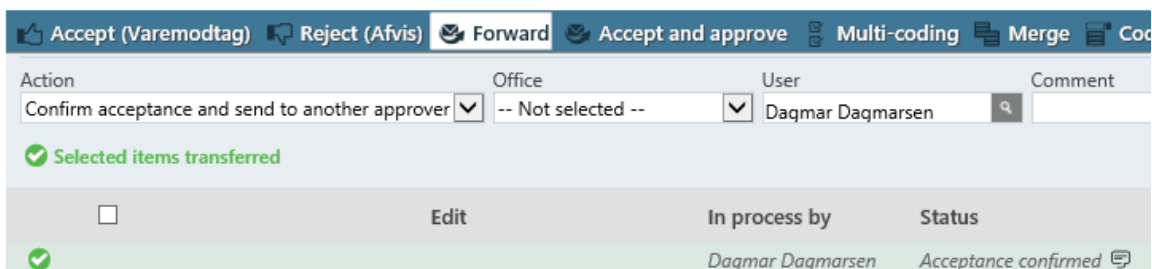 Accept (Varemodtag) Reject (Afvis) Forward Accept and approve Multi-coding Merge
Action Office User Comment
Confirm acceptance and send to another approver -- Not selected -- Dagmar Dagmarsen
Selected items transferred
Edit In process by Status
Dagmar Dagmarsen Acceptance confirmed